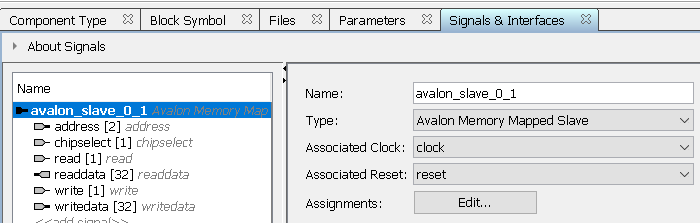 Component Type Block Symbol Files Parameters Signals & Interfaces
About Signals
Name
avalon_slave_0_1 Avalon Memory Map
address [2] address
chipselect [1] chipselect
read [1] read
readdata [32] readdata
write [1] write
writedata [32] writedata
<<add signal>>
Name: avalon_slave_0_1
Type: Avalon Memory Mapped Slave
Associated Clock: clock
Associated Reset: reset
Assignments: Edit...